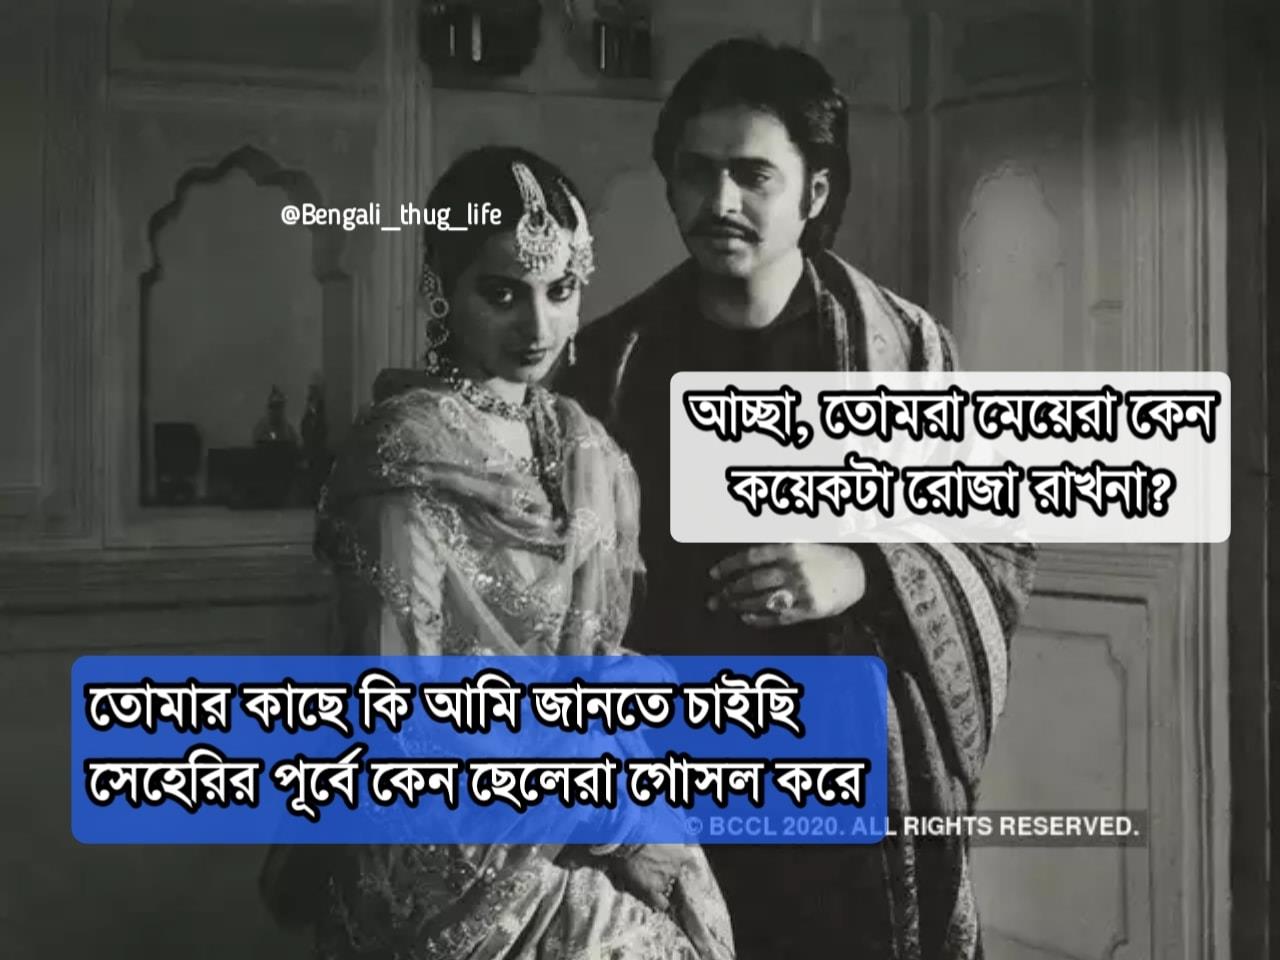 @Bengali_thug_life
আচ্ছা, তোমরা মেয়েরা কেন
কয়েকটা রোজা রাখনা?
তোমার কাছে কি আমি জানতে চাইছি
সেহেরির পূর্বে কেন ছেলেরা গোসল করে
© BCCL 2020. ALL RIGHTS RESERVED.